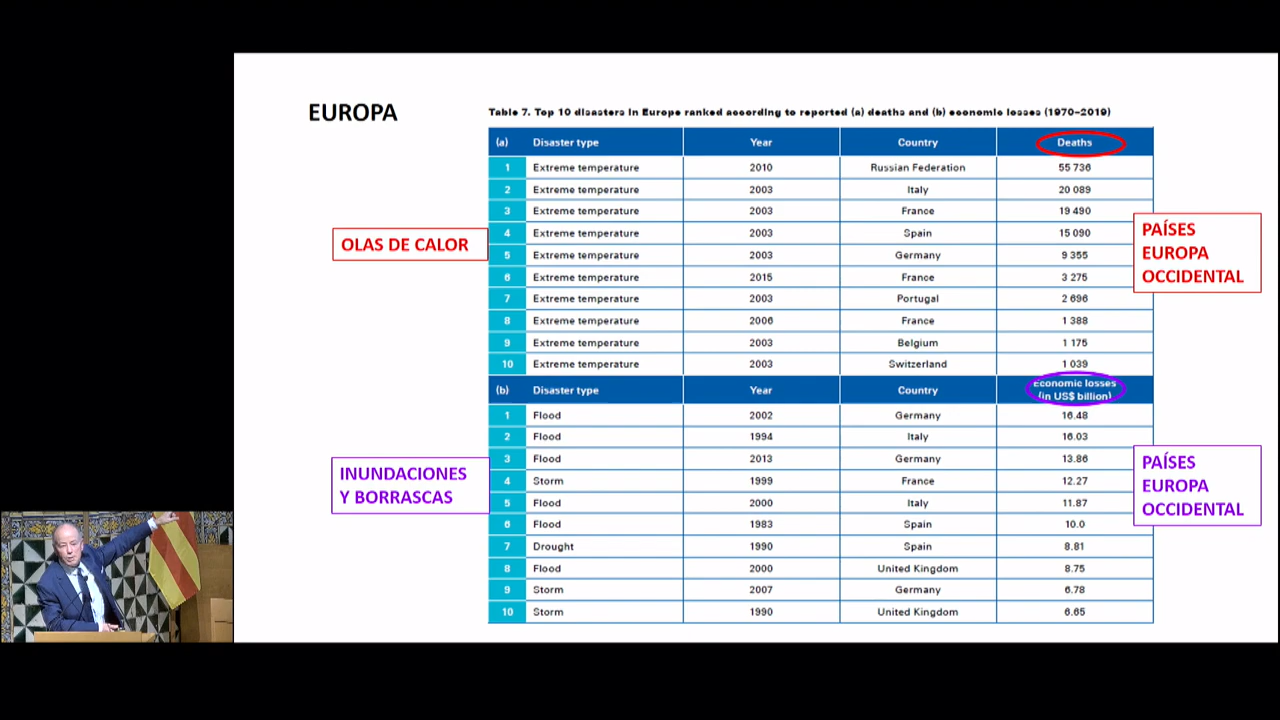 EUROPA
Table 7. Top 10 disasters in Europe ranked according to reported (a) deaths and (b) economic losses (1970–2019)
(a) Disaster type Year Country Deaths
1 Extreme temperature 2010 Russian Federation 55 736
2 Extreme temperature 2003 Italy 20 089
3 Extreme temperature 2003 France 19 490
4 Extreme temperature 2003 Spain 15 090
5 Extreme temperature 2003 Germany 9 355
6 Extreme temperature 2015 France 3 275
7 Extreme temperature 2003 Portugal 2 696
8 Extreme temperature 2006 France 1 388
9 Extreme temperature 2003 Belgium 1 175
10 Extreme temperature 2003 Switzerland 1 039
OLAS DE CALOR
PAÍSES
EUROPA
OCCIDENTAL
(b) Disaster type Year Country Economic losses
(in US$ billion)
1 Flood 2002 Germany 16.48
2 Flood 1994 Italy 16.03
3 Flood 2013 Germany 13.86
4 Storm 1999 France 12.27
5 Flood 2000 Italy 11.87
6 Flood 1983 Spain 10.0
7 Drought 1990 Spain 8.81
8 Flood 2000 United Kingdom 8.75
9 Storm 2007 Germany 6.78
10 Storm 1990 United Kingdom 6.65
INUNDACIONES
Y BORRASCAS
PAÍSES
EUROPA
OCCIDENTAL